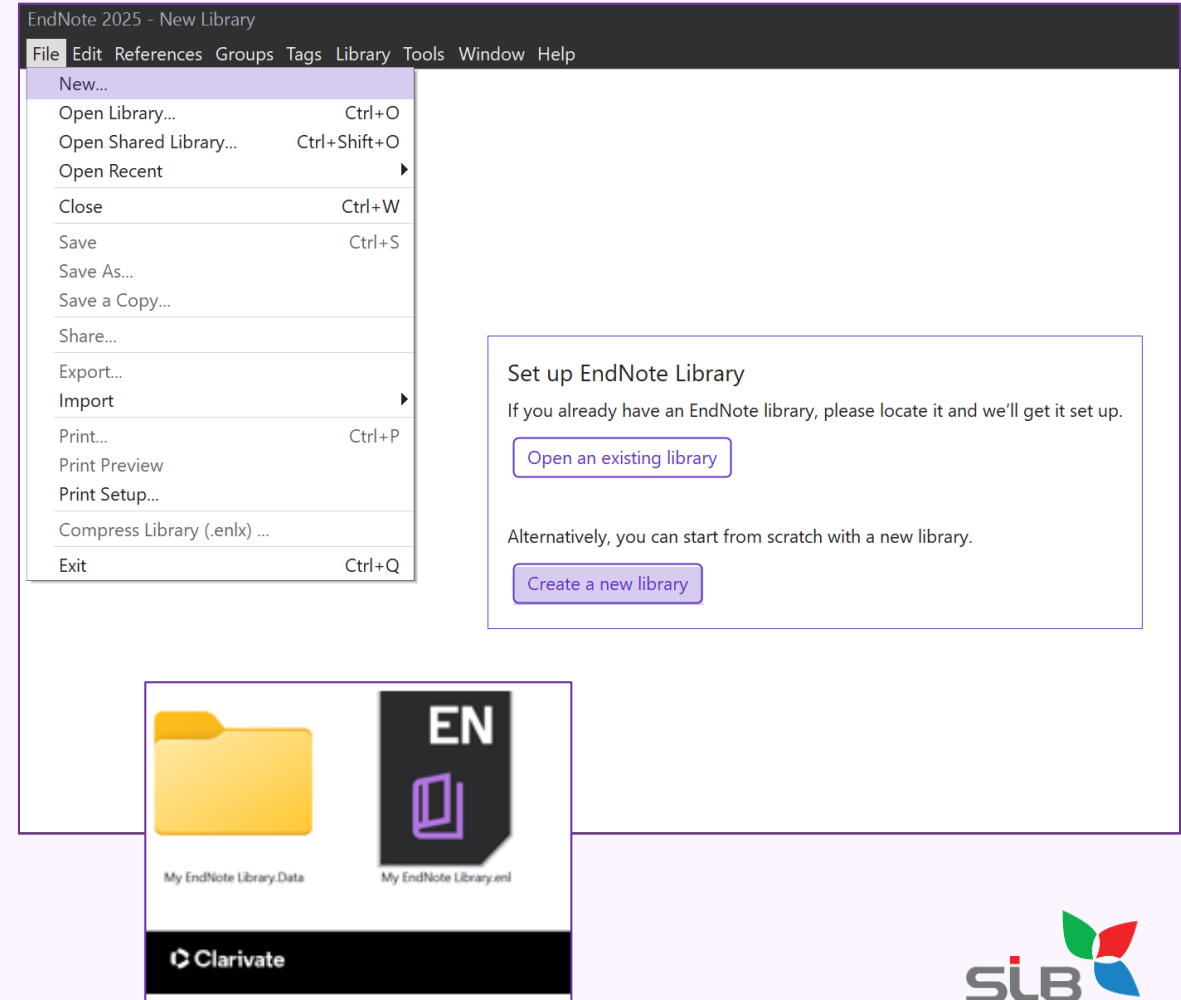 EndNote 2025 - New Library
File Edit References Groups Tags Library Tools Window Help
New...
Open Library... Ctrl+O
Open Shared Library... Ctrl+Shift+O
Open Recent
Close Ctrl+W
Save Ctrl+S
Save As...
Save a Copy...
Share...
Export...
Import
Print... Ctrl+P
Print Preview
Print Setup...
Compress Library (.enlx) ...
Exit Ctrl+Q
Set up EndNote Library
If you already have an EndNote library, please locate it and we'll get it set up.
Open an existing library
Alternatively, you can start from scratch with a new library.
Create a new library
EN
My EndNote Library.Data My EndNote Library.enl
Clarivate
SLB